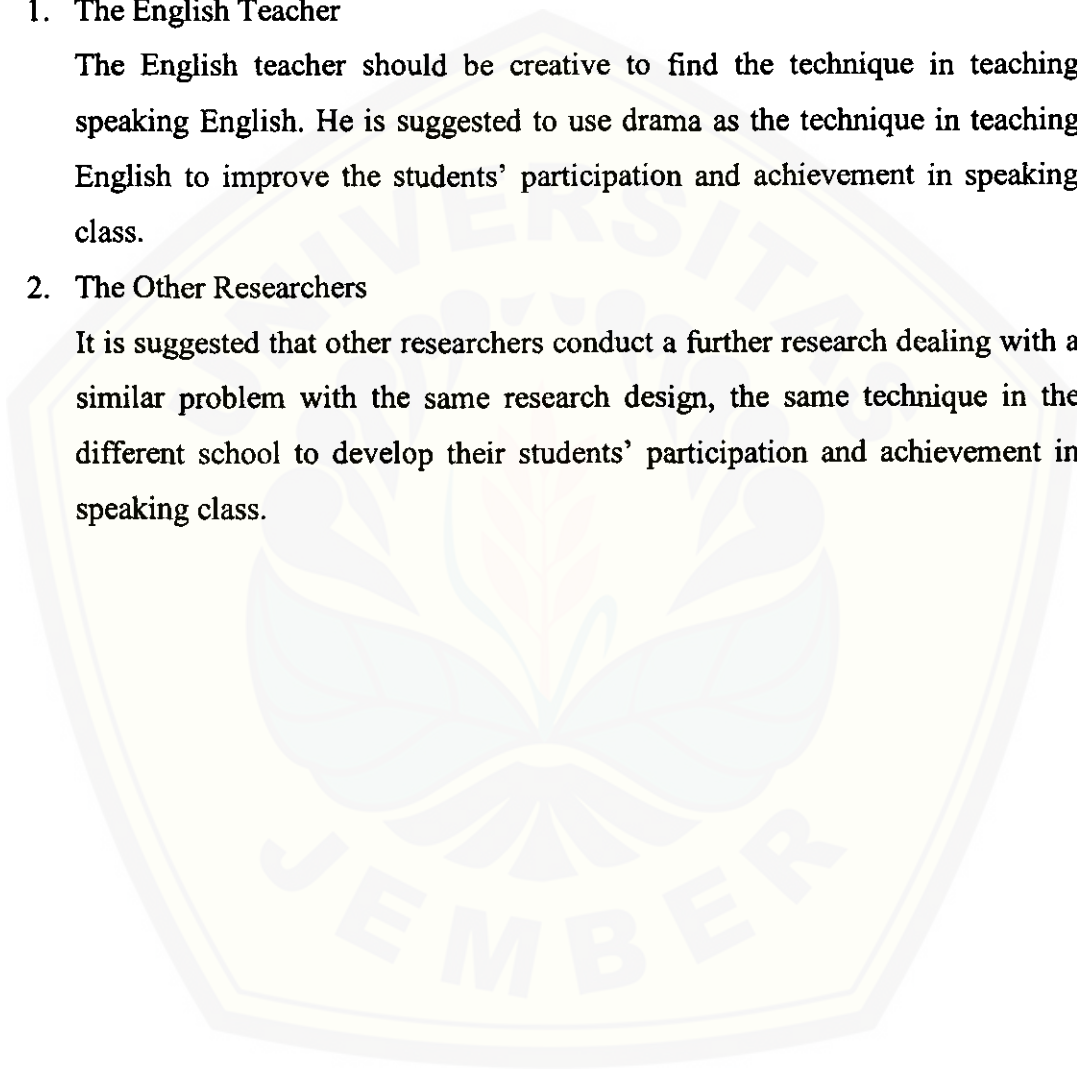 1. The English Teacher
The English teacher should be creative to find the technique in teaching
speaking English. He is suggested to use drama as the technique in teaching
English to improve the students’ participation and achievement in speaking
class.
2. The Other Researchers
It is suggested that other researchers conduct a further research dealing with a
similar problem with the same research design, the same technique in the
different school to develop their students’ participation and achievement in
speaking class.
UNIVERSITAS
JEMBER